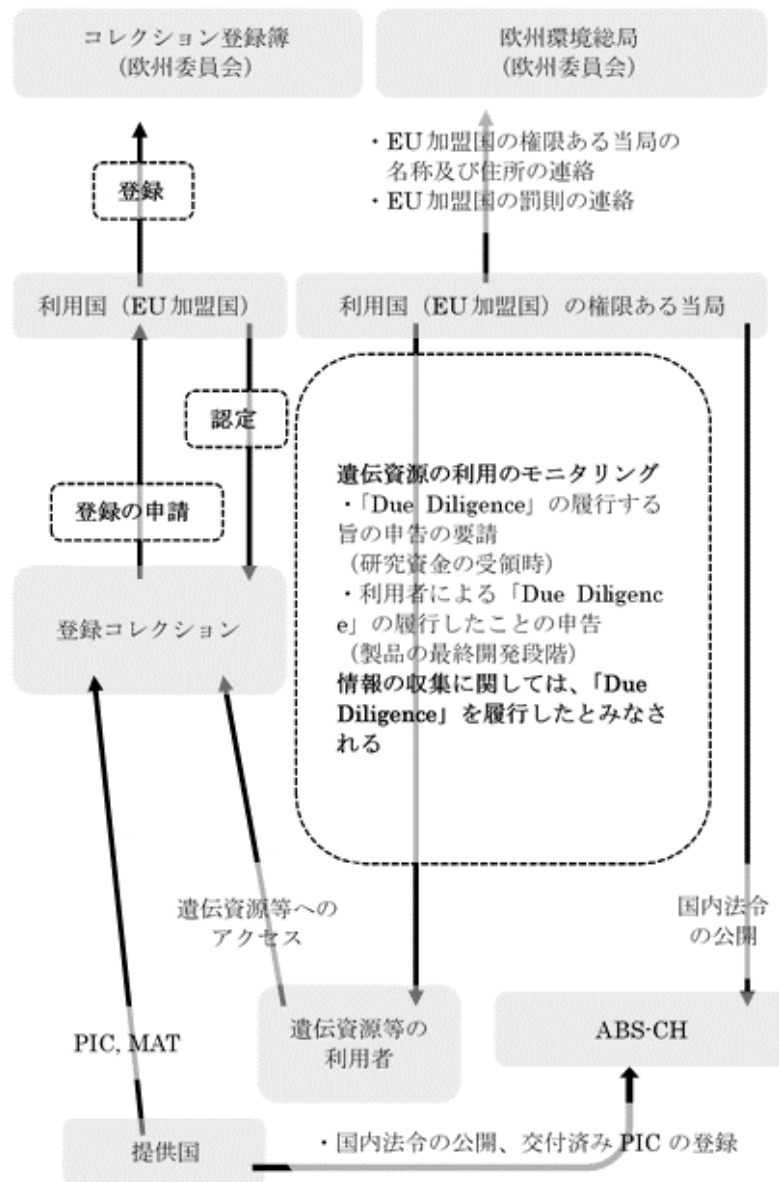 コレクション登録簿
(欧州委員会)
欧州環境総局
(欧州委員会)
・EU加盟国の権限ある当局の
名称及び住所の連絡
・EU加盟国の罰則の連絡
登録
利用国（EU加盟国）
利用国（EU加盟国）の権限ある当局
認定
登録の申請
遺伝資源の利用のモニタリング
・「Due Diligence」の履行する
旨の申告の要請
（研究資金の受領時）
・利用者による「Due Diligenc
e」の履行したことの申告
（製品の最終開発段階）
情報の収集に関しては、「Due
Diligence」を履行したとみなさ
れる
登録コレクション
遺伝資源等への
アクセス
国内法令
の公開
PIC, MAT
遺伝資源等の
利用者
ABS-CH
提供国
・国内法令の公開、交付済み PIC の登録